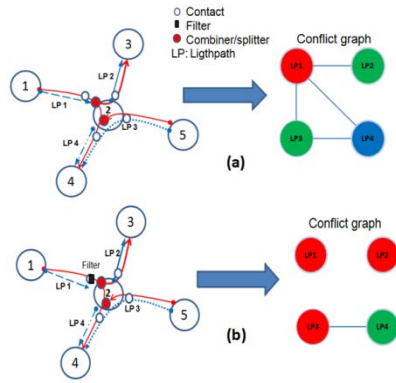 Contact
Filter
Combiner/splitter
LP: Ligthpath
1
2
3
4
5
LP 1
LP 2
LP 3
LP 4
(a)
Conflict graph
LP1
LP2
LP3
LP4
Filter
1
2
3
4
5
LP 1
LP 2
LP 3
LP 4
(b)
Conflict graph
LP1
LP2
LP3
LP4